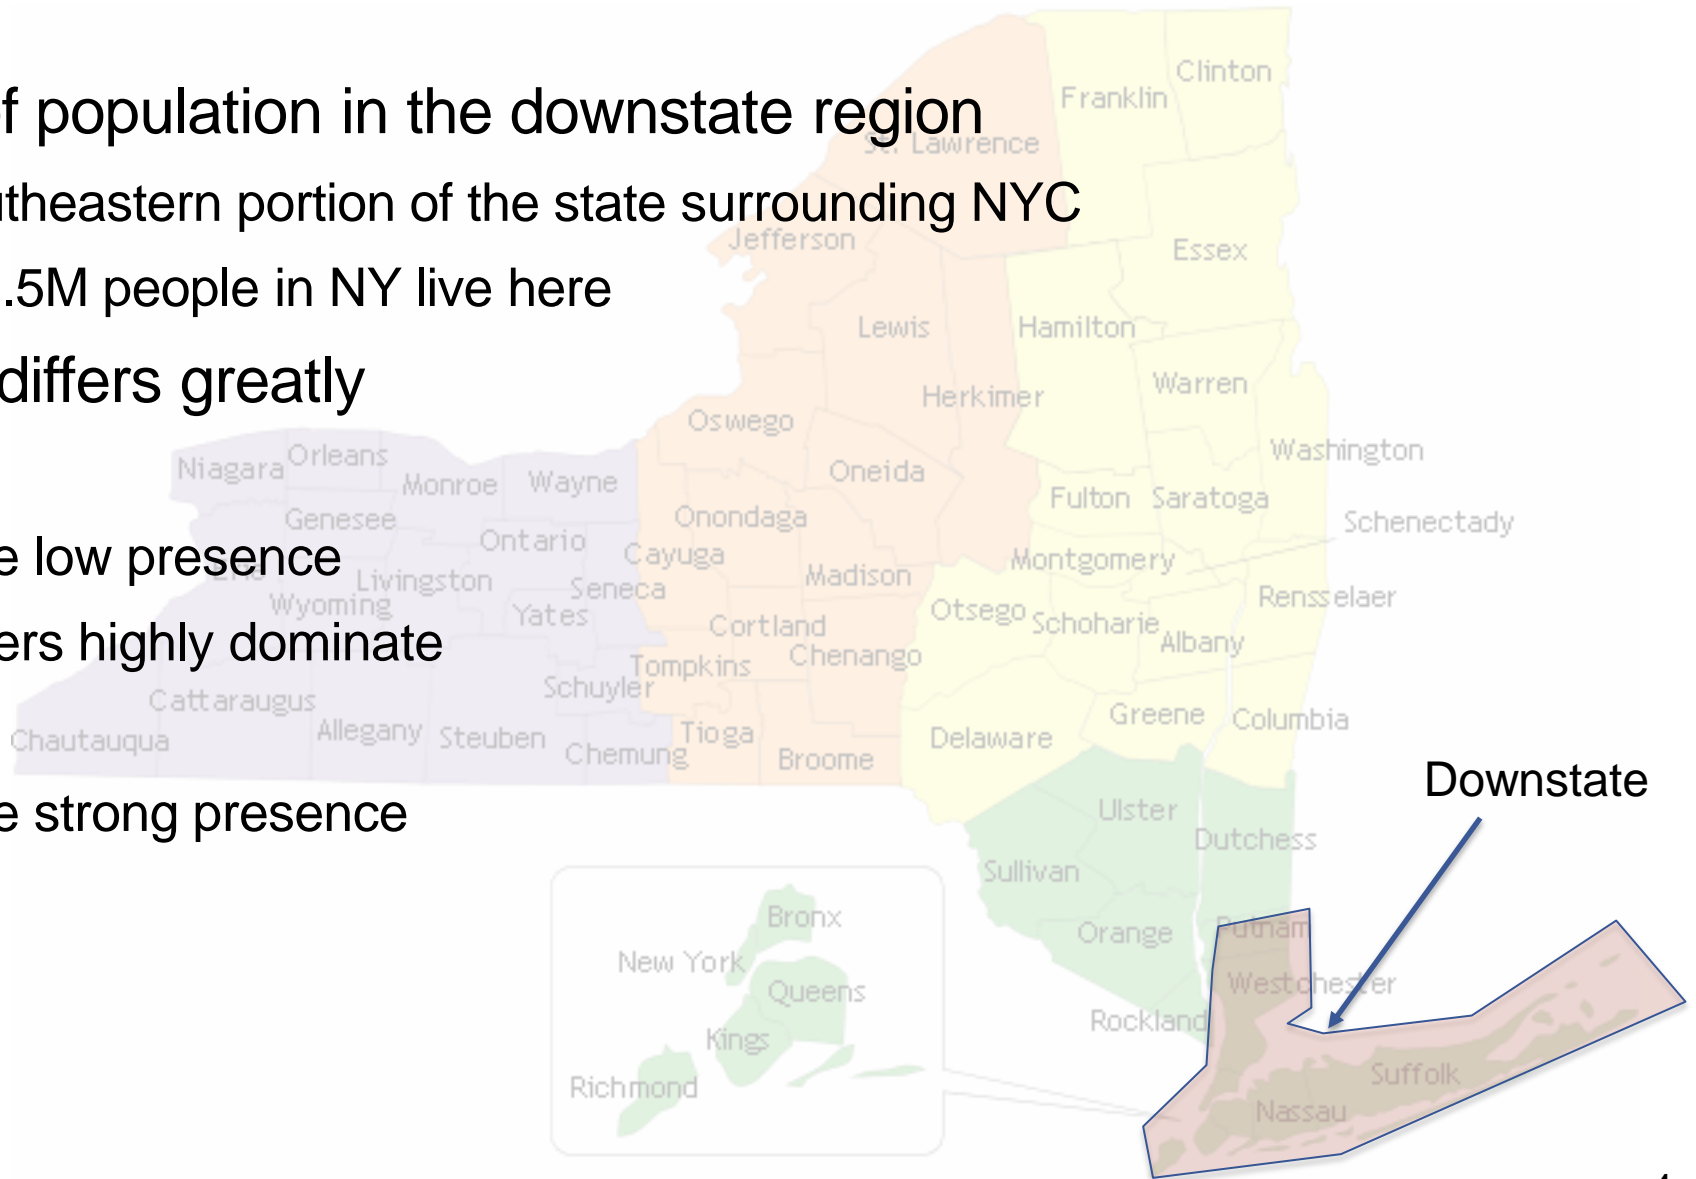 f population in the downstate region
utheastern portion of the state surrounding NYC
.5M people in NY live here
differs greatly
e low presence
ers highly dominate
e strong presence
Downstate
Clinton
Franklin
St. Lawrence
Jefferson
Essex
Lewis
Hamilton
Warren
Herkimer
Oswego
Washington
Niagara
Orleans
Monroe
Wayne
Oneida
Fulton
Saratoga
Genesee
Onondaga
Schenectady
Ontario
Cayuga
Montgomery
Erie
Livingston
Seneca
Madison
Wyoming
Yates
Otsego
Schoharie
Rensselaer
Cortland
Albany
Tompkins
Chenango
Schuyler
Cattaraugus
Chautauqua
Allegany
Steuben
Chemung
Tioga
Broome
Delaware
Greene
Columbia
Ulster
Dutchess
Sullivan
Orange
Putnam
Westchester
Rockland
Bronx
New York
Queens
Kings
Richmond
Suffolk
Nassau